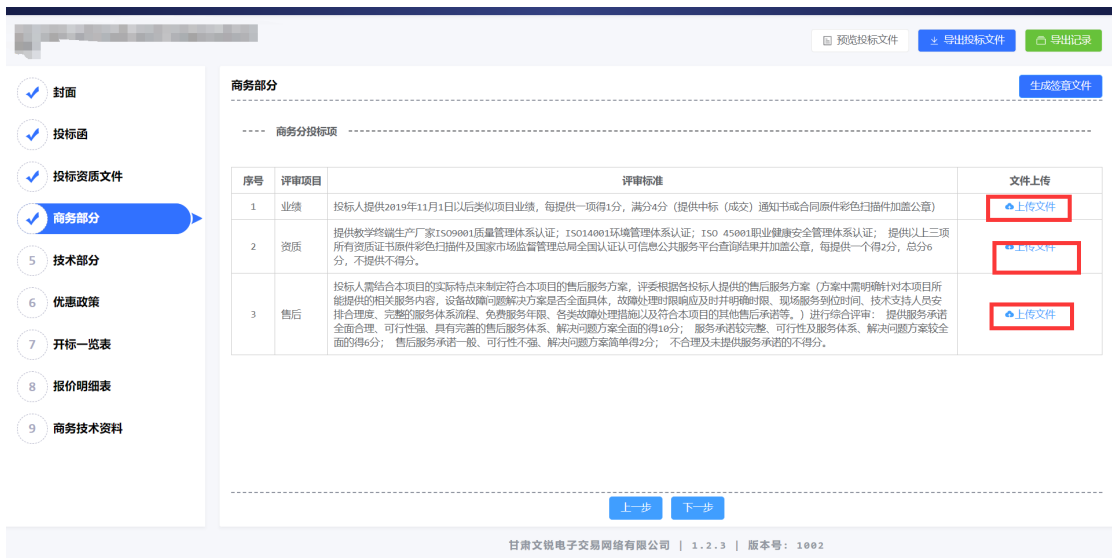 预览投标文件 导出投标文件 导出记录
封面
投标函
投标资质文件
商务部分
5 技术部分
6 优惠政策
7 开标一览表
8 报价明细表
9 商务技术资料
商务部分 生成签章文件
商务分投标项
序号 评审项目 评审标准 文件上传
1 业绩 投标人提供2019年11月1日以后类似项目业绩，每提供一项得1分，满分4分（提供中标（成交）通知书或合同原件彩色扫描件加盖公章） 上传文件
提供教学终端生产厂家ISO9001质量管理体系认证；ISO14001环境管理体系认证；ISO 45001职业健康安全管理体系认证； 提供以上三项
2 资质 所有资质证书原件彩色扫描件及国家市场监督管理总局全国认证认可信息公共服务平台查询结果并加盖公章，每提供一个得2分，总分6 上传文件
分，不提供不得分。
投标人需结合本项目的实际特点来制定符合本项目的售后服务方案，评委根据各投标人提供的售后服务方案（方案中需明确针对本项目所
能提供的相关服务内容，设备故障问题解决方案是否全面具体，故障处理时限响应及时并明确时限、现场服务到位时间、技术支持人员安
3 售后 排合理度、完整的服务体系流程、免费服务年限、各类故障处理措施以及符合本项目的其他售后承诺等。）进行综合评审： 提供服务承诺 上传文件
全面合理、可行性强、具有完善的售后服务体系、解决问题方案全面的得10分； 服务承诺较完整、可行性及服务体系、解决问题方案较全
面的得6分； 售后服务承诺一般、可行性不强、解决问题方案简单得2分； 不合理及未提供服务承诺的不得分。
上一步 下一步
甘肃文锐电子交易网络有限公司 | 1.2.3 | 版本号: 1002